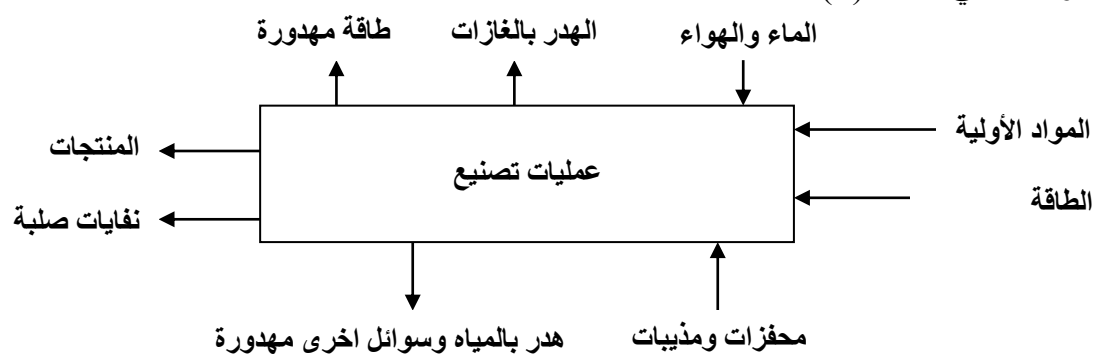 الماء والهواء
الهدر بالغازات
طاقة مهدورة
المواد الأولية
المنتجات
عمليات تصنيع
الطاقة
نفايات صلبة
محفزات ومذيبات
هدر بالمياه وسوائل اخرى مهدورة